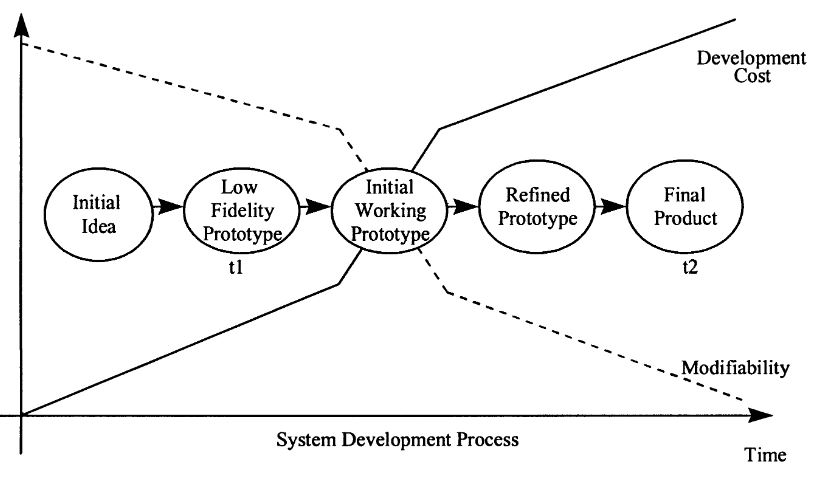 Development
Cost
Initial
Idea
Low
Fidelity
Prototype
t1
Initial
Working
Prototype
Refined
Prototype
Final
Product
t2
Modifiability
System Development Process
Time